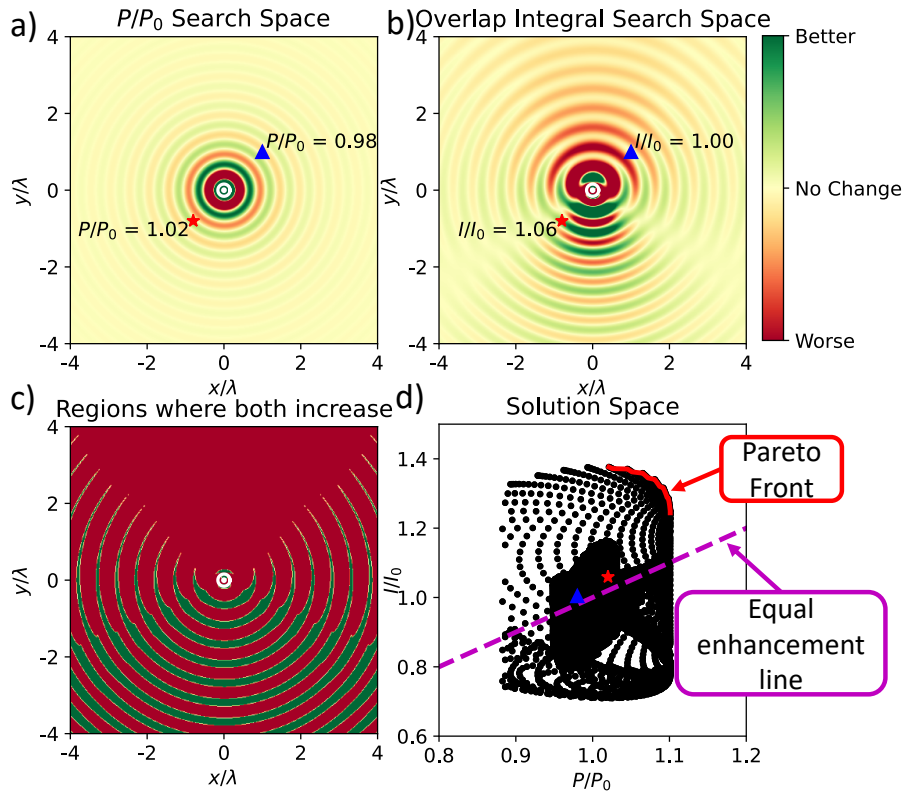 a)
P/P₀ Search Space
4
2
0
-2
-4
y/λ
-4
-2
0
2
4
x/λ
P/P₀ = 0.98
P/P₀ = 1.02
b)
Overlap Integral Search Space
4
2
0
-2
-4
y/λ
-4
-2
0
2
4
x/λ
I/I₀ = 1.00
I/I₀ = 1.06
Better
No Change
Worse
c)
Regions where both increase
4
2
0
-2
-4
y/λ
-4
-2
0
2
4
x/λ
d)
Solution Space
1.4
1.2
1.0
0.8
0.6
I/I₀
0.8
0.9
1.0
1.1
1.2
P/P₀
Pareto
Front
Equal
enhancement
line